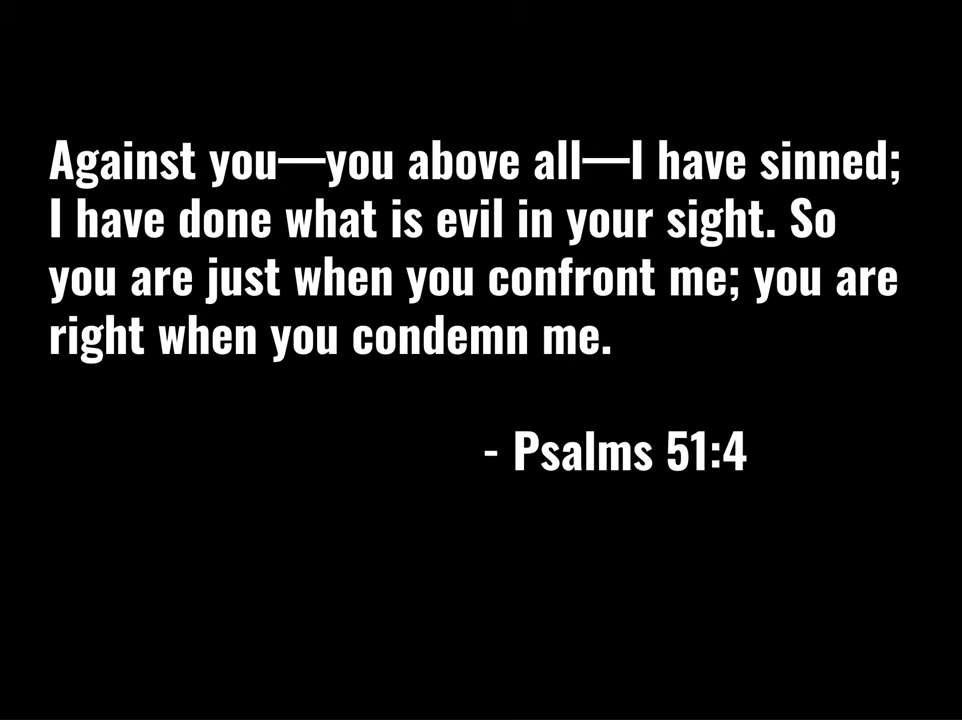 Against you—you above all—I have sinned;
I have done what is evil in your sight. So
you are just when you confront me; you are
right when you condemn me.
- Psalms 51:4